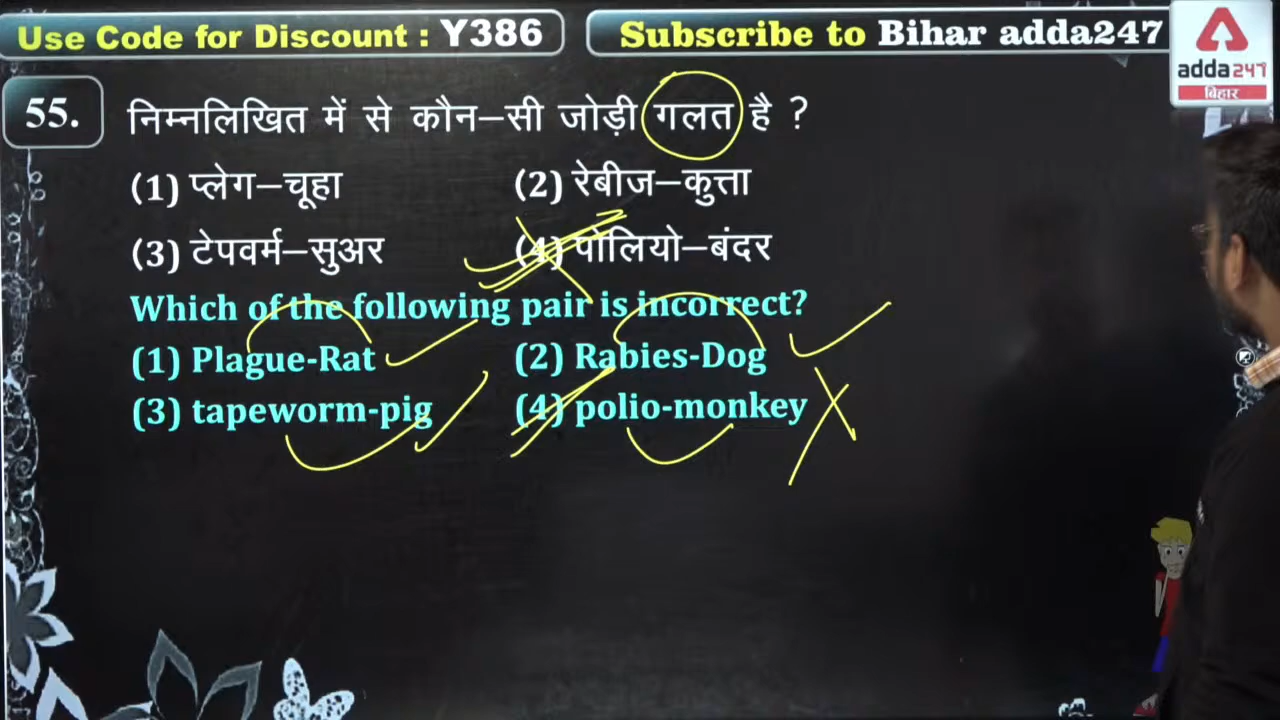 Use Code for Discount : Y386
Subscribe to Bihar adda247
adda247
बिहार
55. निम्नलिखित में से कौन–सी जोड़ी गलत है ?
(1) प्लेग–चूहा (2) रेबीज–कुत्ता
(3) टेपवर्म–सुअर (4) पोलियो–बंदर
Which of the following pair is incorrect?
(1) Plague-Rat (2) Rabies-Dog
(3) tapeworm-pig (4) polio-monkey